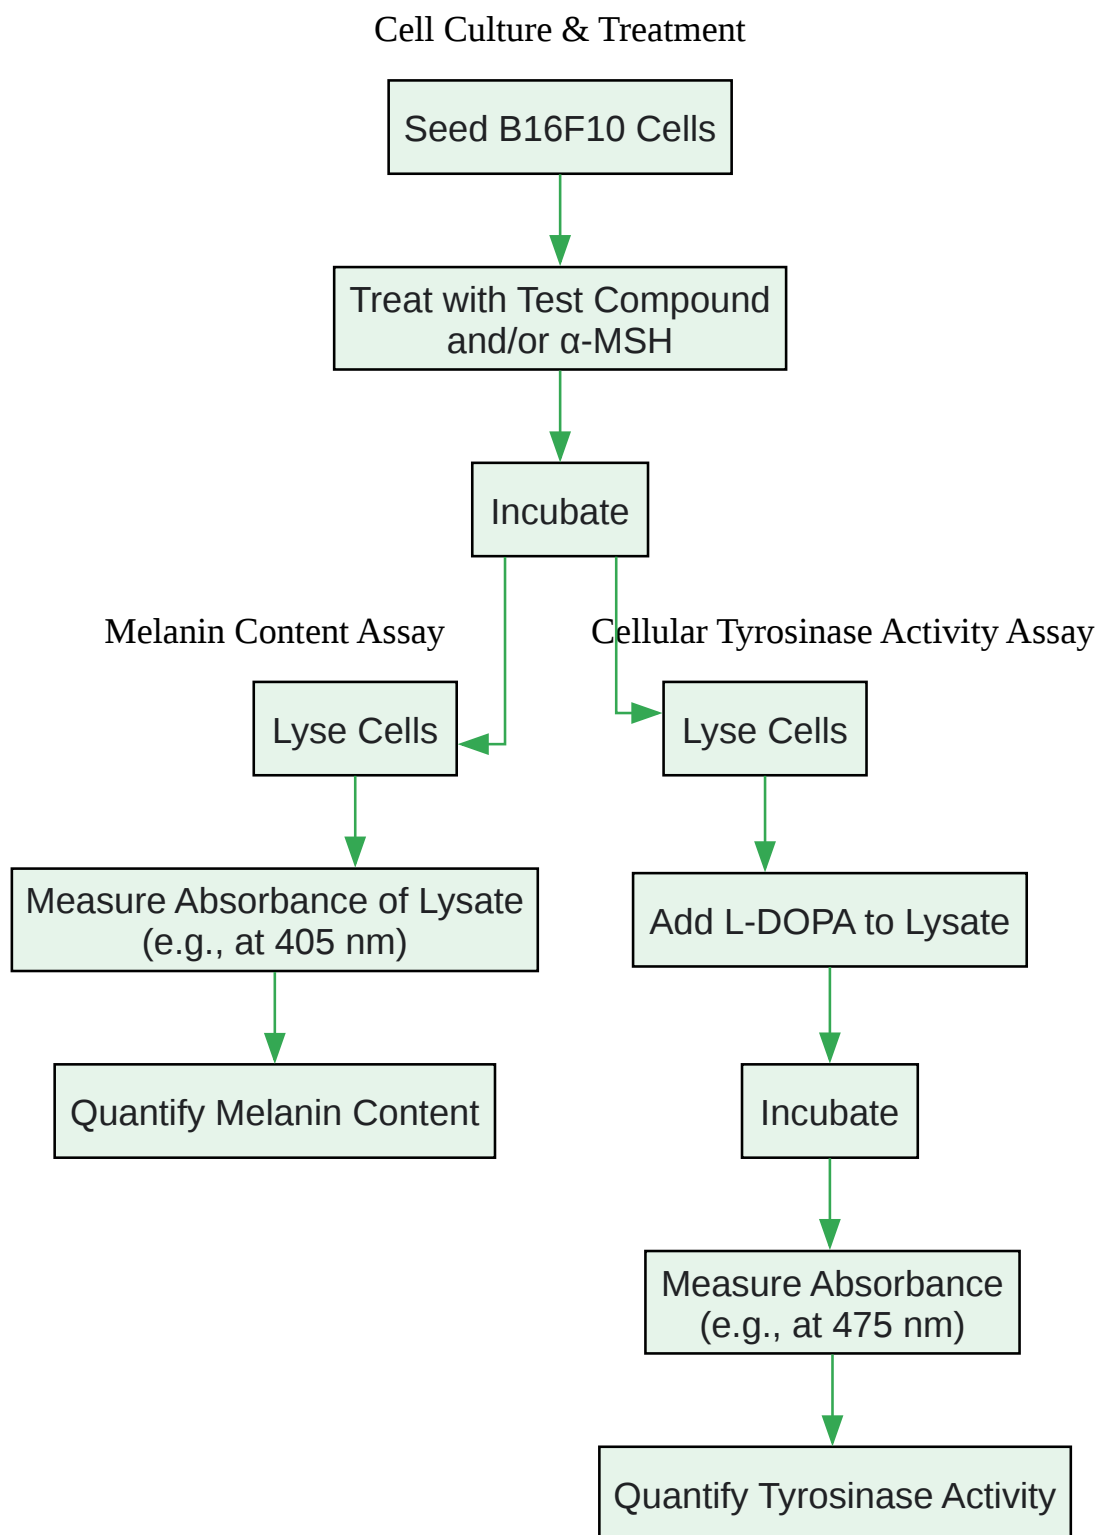 Cell Culture & Treatment
Seed B16F10 Cells
Treat with Test Compound
and/or α-MSH
Incubate
Melanin Content Assay
Lyse Cells
Measure Absorbance of Lysate
(e.g., at 405 nm)
Quantify Melanin Content
Cellular Tyrosinase Activity Assay
Lyse Cells
Add L-DOPA to Lysate
Incubate
Measure Absorbance
(e.g., at 475 nm)
Quantify Tyrosinase Activity